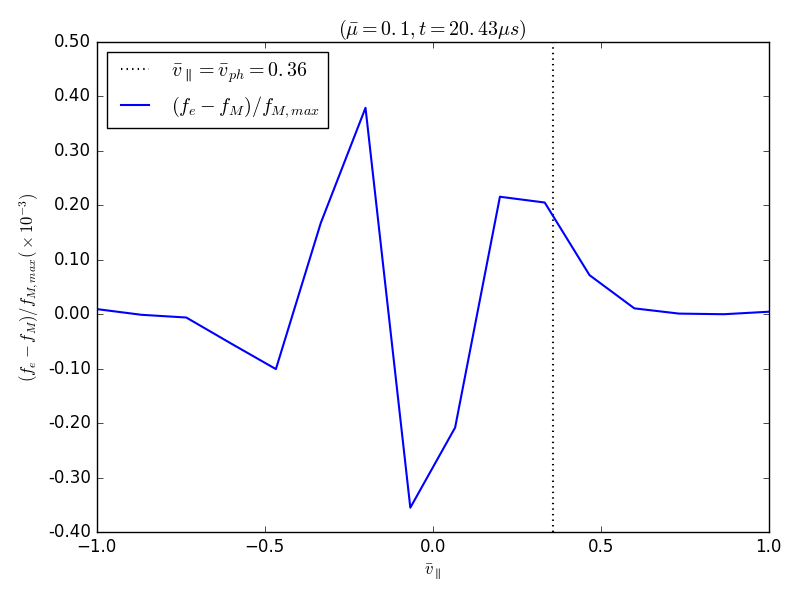 (μ̄ = 0.1, t = 20.43μs)
v̄∥ = v̄ph = 0.36
(fe − fM)/fM,max
0.50
0.40
0.30
0.20
0.10
0.00
-0.10
-0.20
-0.30
-0.40
(fe − fM)/fM,max(×10⁻³)
−1.0 −0.5 0.0 0.5 1.0
v̄∥